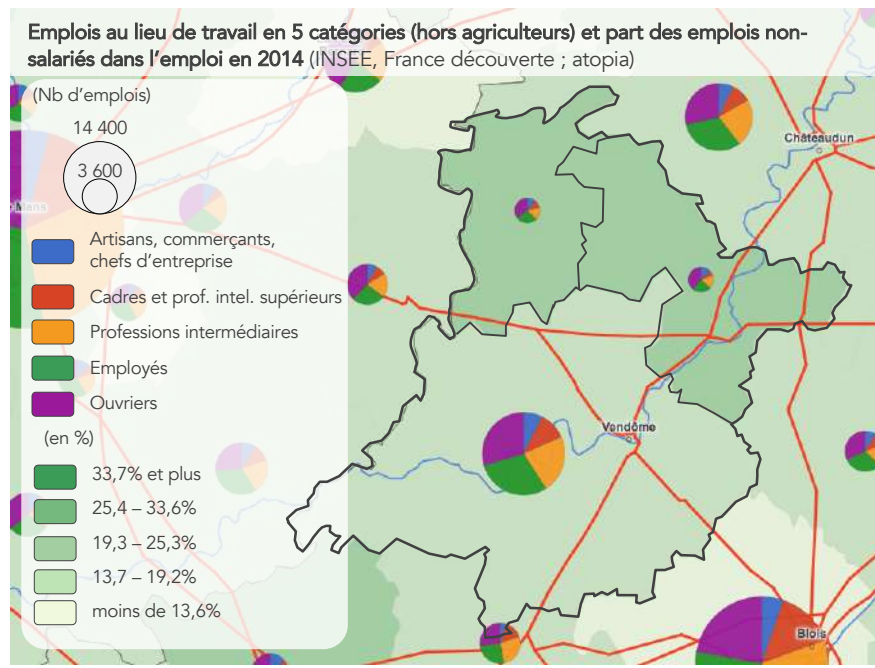 Emplois au lieu de travail en 5 catégories (hors agriculteurs) et part des emplois non-
salariés dans l'emploi en 2014 (INSEE, France découverte ; atopia)
(Nb d'emplois)
14 400
3 600
Artisans, commerçants,
chefs d'entreprise
Cadres et prof. intel. supérieurs
Professions intermédiaires
Employés
Ouvriers
(en %)
33,7% et plus
25,4 – 33,6%
19,3 – 25,3%
13,7 – 19,2%
moins de 13,6%
Mans
Châteaudun
Vendôme
Blois